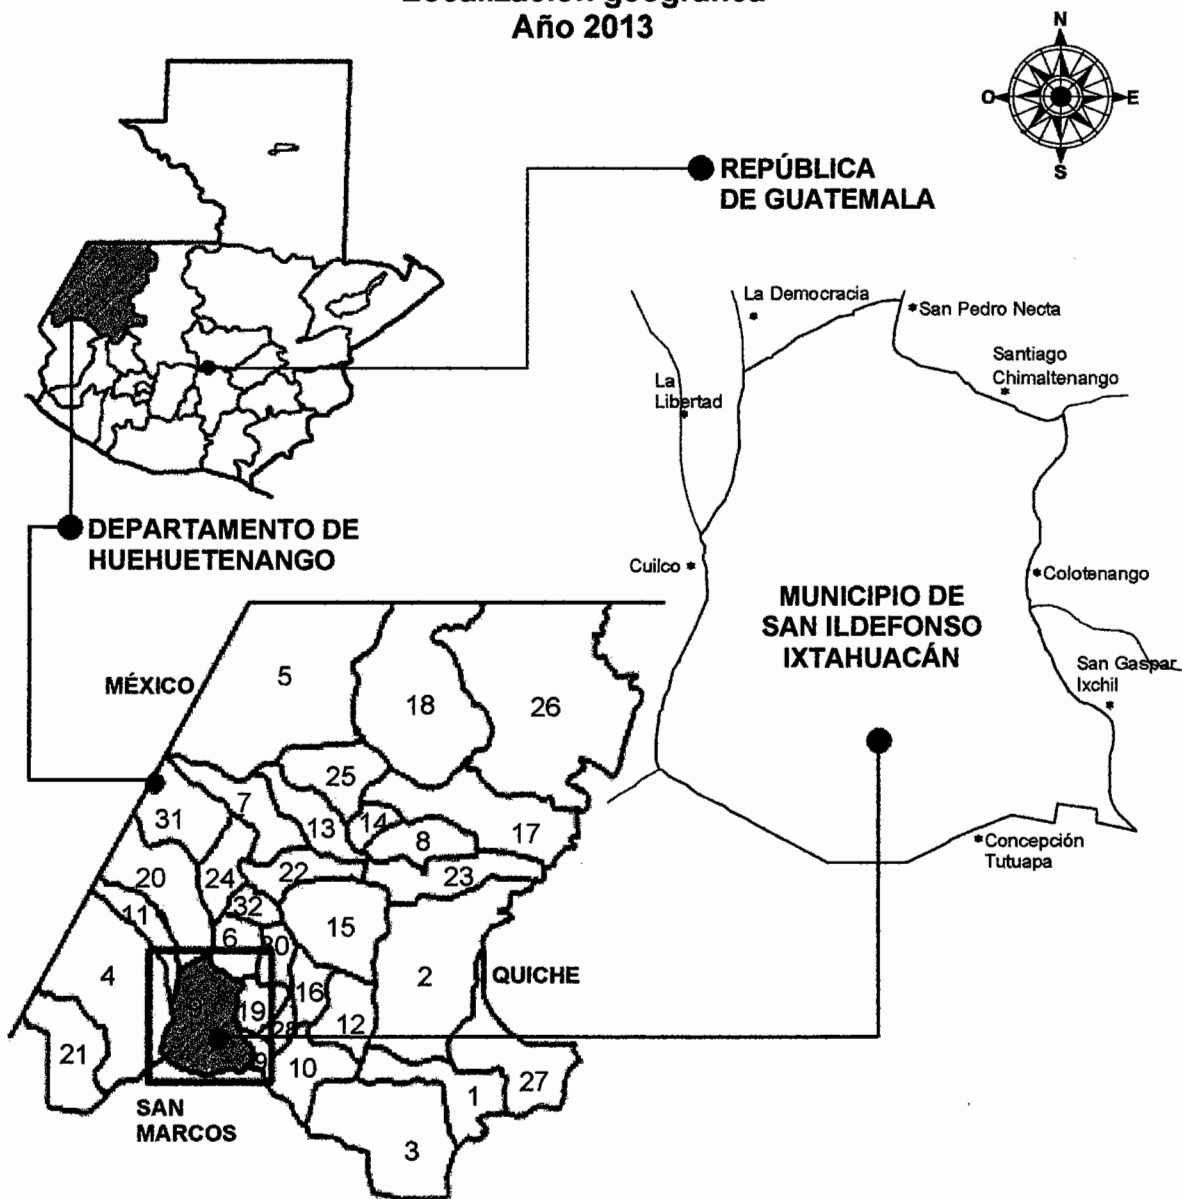 Año 2013
N
O
E
S
REPÚBLICA
DE GUATEMALA
La Democracia
San Pedro Necta
Santiago
Chimaltenango
La
Libertad
DEPARTAMENTO DE
HUEHUETENANGO
Cuilco
Colotenango
MUNICIPIO DE
SAN ILDEFONSO
IXTAHUACÁN
San Gaspar
Ixchil
Concepción
Tutuapa
MÉXICO
5
18
26
25
7
31
13
14
8
17
22
23
24
20
32
11
15
6
4
2
QUICHE
16
19
12
28
21
10
9
27
1
SAN
MARCOS
3